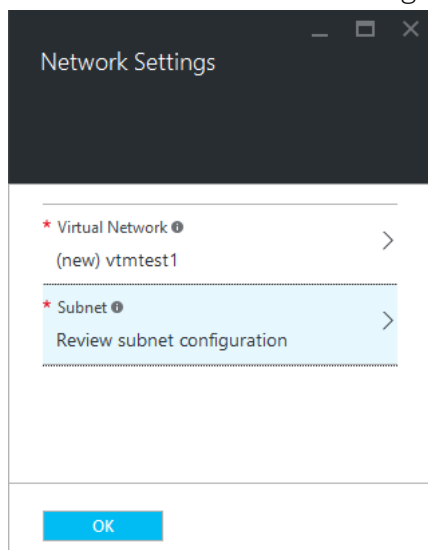 Network Settings
* Virtual Network
(new) vtmtest1
* Subnet
Review subnet configuration
OK